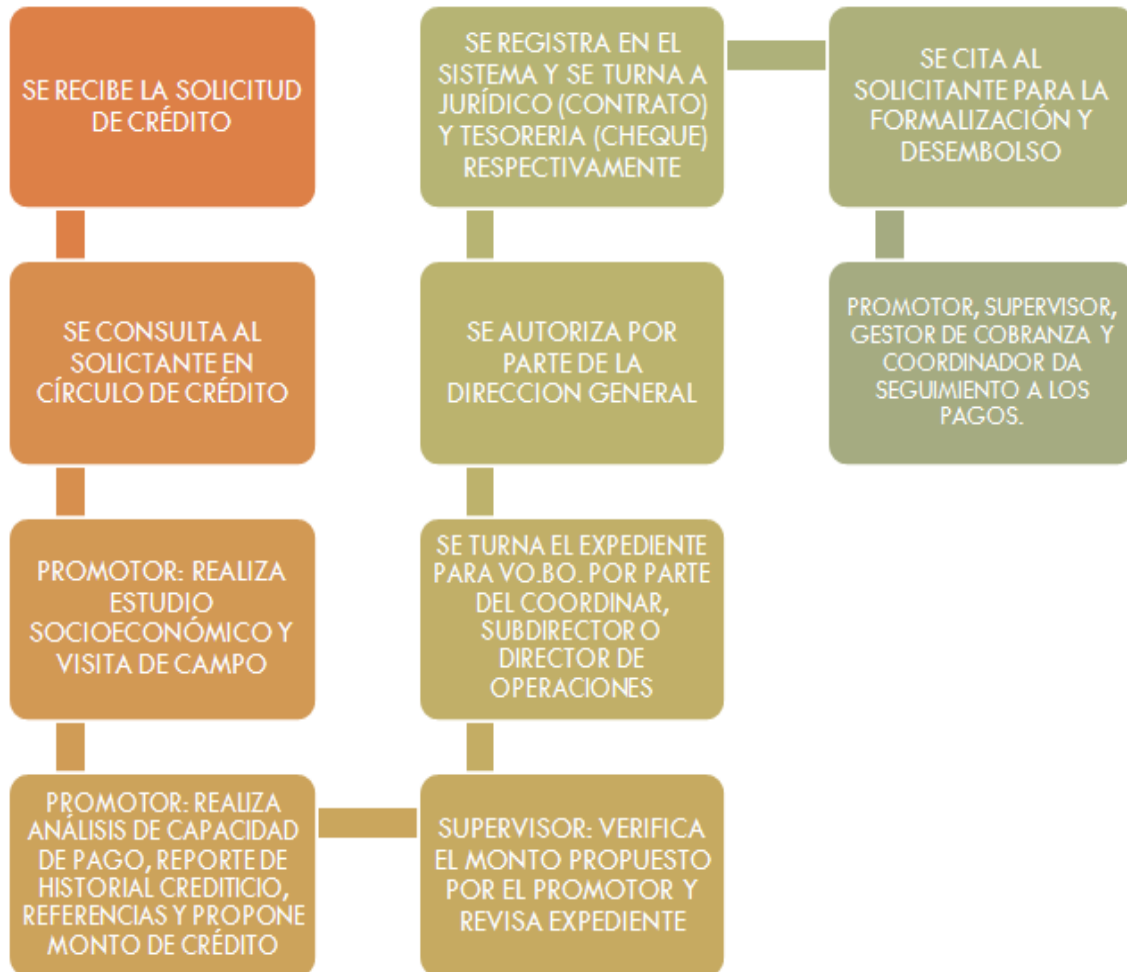 SE RECIBE LA SOLICITUD
DE CRÉDITO
SE CONSULTA AL
SOLICTANTE EN
CÍRCULO DE CRÉDITO
PROMOTOR: REALIZA
ESTUDIO
SOCIOECONÓMICO Y
VISITA DE CAMPO
PROMOTOR: REALIZA
ANÁLISIS DE CAPACIDAD
DE PAGO, REPORTE DE
HISTORIAL CREDITICIO,
REFERENCIAS Y PROPONE
MONTO DE CRÉDITO
SUPERVISOR: VERIFICA
EL MONTO PROPUESTO
POR EL PROMOTOR Y
REVISA EXPEDIENTE
SE TURNA EL EXPEDIENTE
PARA VO.BO. POR PARTE
DEL COORDINAR,
SUBDIRECTOR O
DIRECTOR DE
OPERACIONES
SE AUTORIZA POR
PARTE DE LA
DIRECCION GENERAL
SE REGISTRA EN EL
SISTEMA Y SE TURNA A
JURÍDICO (CONTRATO)
Y TESORERIA (CHEQUE)
RESPECTIVAMENTE
SE CITA AL
SOLICITANTE PARA LA
FORMALIZACIÓN Y
DESEMBOLSO
PROMOTOR, SUPERVISOR,
GESTOR DE COBRANZA Y
COORDINADOR DA
SEGUIMIENTO A LOS
PAGOS.